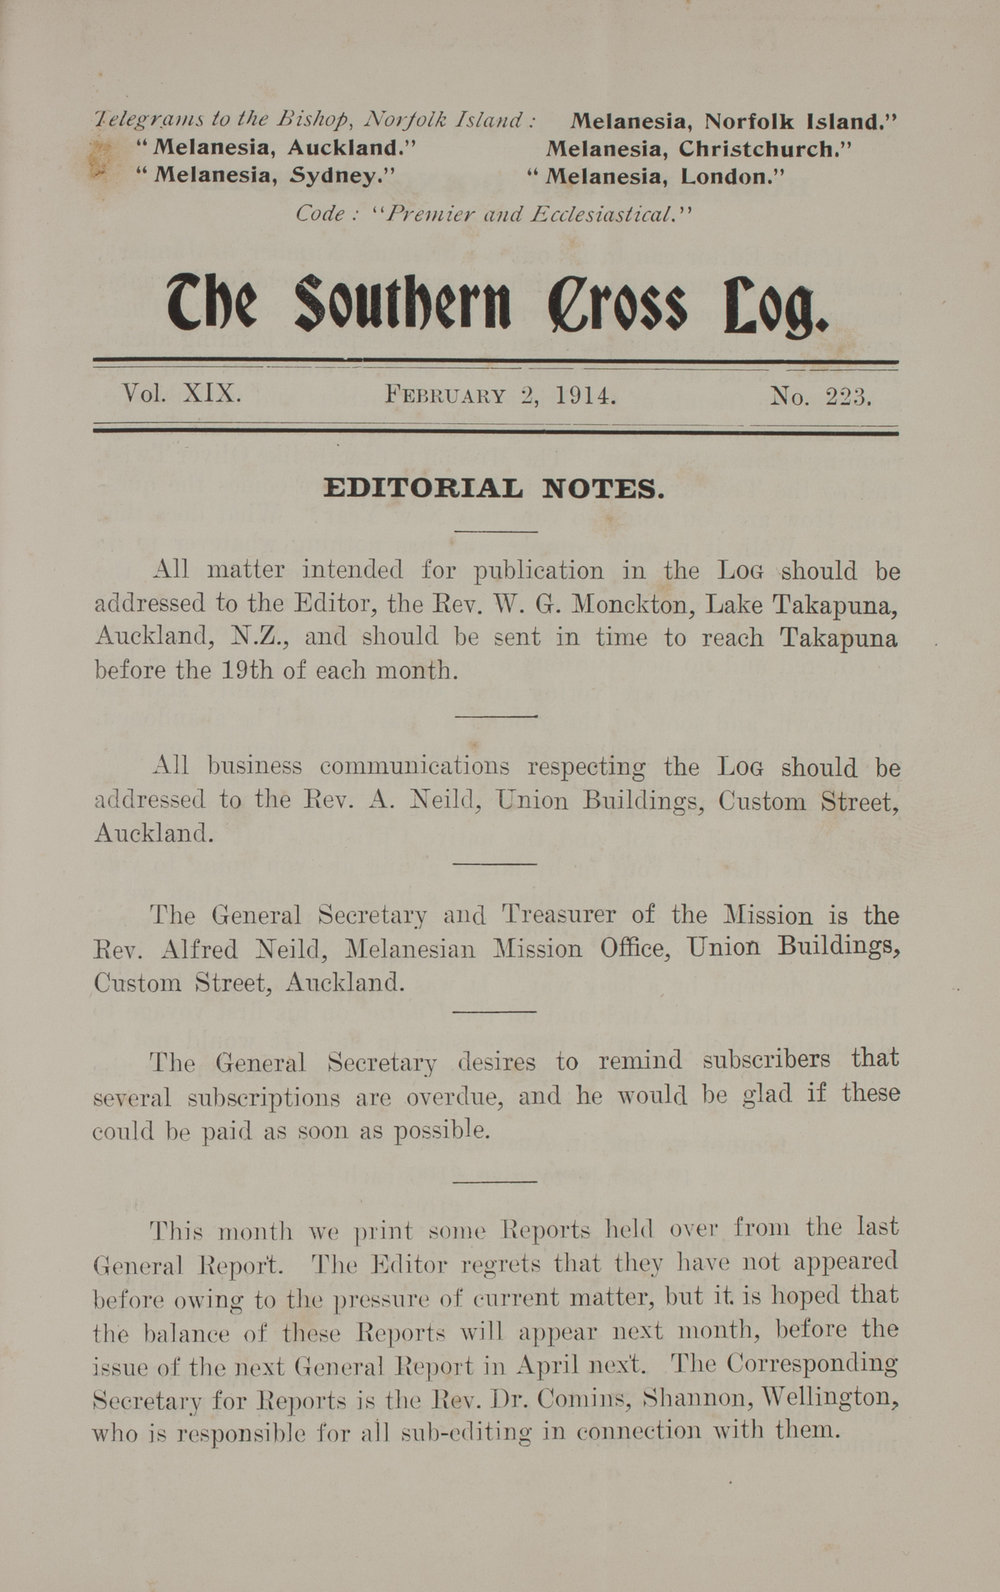 Telegrams to the Bishop, Norfolk Island : Melanesia, Norfolk Island."
"Melanesia, Auckland." Melanesia, Christchurch."
"Melanesia, Sydney." "Melanesia, London."
Code : "Premier and Ecclesiastical."
The Southern Cross Log.
Vol. XIX. FEBRUARY 2, 1914. No. 223.
EDITORIAL NOTES.
All matter intended for publication in the LOG should be
addressed to the Editor, the Rev. W. G. Monckton, Lake Takapuna,
Auckland, N.Z., and should be sent in time to reach Takapuna
before the 19th of each month.
All business communications respecting the LOG should be
addressed to the Rev. A. Neild, Union Buildings, Custom Street,
Auckland.
The General Secretary and Treasurer of the Mission is the
Rev. Alfred Neild, Melanesian Mission Office, Union Buildings,
Custom Street, Auckland.
The General Secretary desires to remind subscribers that
several subscriptions are overdue, and he would be glad if these
could be paid as soon as possible.
This month we print some Reports held over from the last
General Report. The Editor regrets that they have not appeared
before owing to the pressure of current matter, but it is hoped that
the balance of these Reports will appear next month, before the
issue of the next General Report in April next. The Corresponding
Secretary for Reports is the Rev. Dr. Comins, Shannon, Wellington,
who is responsible for all sub-editing in connection with them.